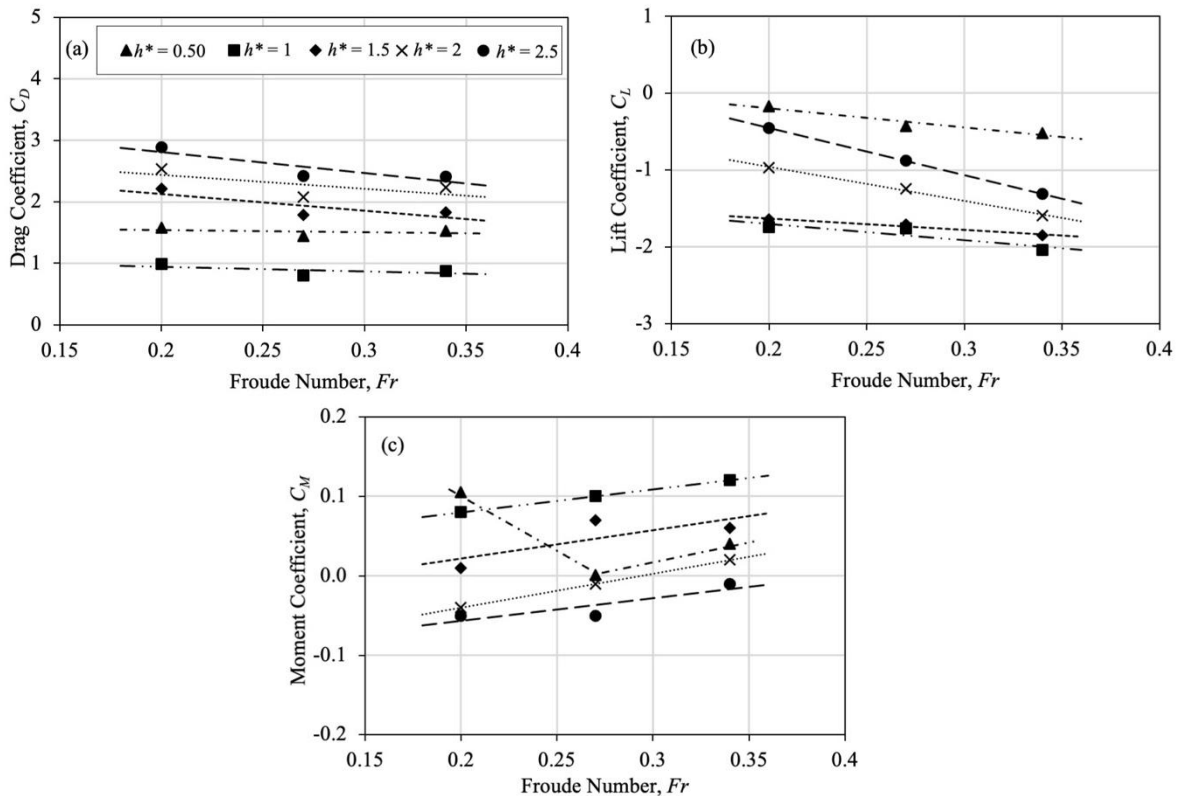 (a)
h* = 0.50 h* = 1 h* = 1.5 h* = 2 h* = 2.5
Drag Coefficient, C_D
5
4
3
2
1
0
0.15 0.2 0.25 0.3 0.35 0.4
Froude Number, Fr
(b)
Lift Coefficient, C_L
1
0
-1
-2
-3
0.15 0.2 0.25 0.3 0.35 0.4
Froude Number, Fr
(c)
Moment Coefficient, C_M
0.2
0.1
0.0
-0.1
-0.2
0.15 0.2 0.25 0.3 0.35 0.4
Froude Number, Fr